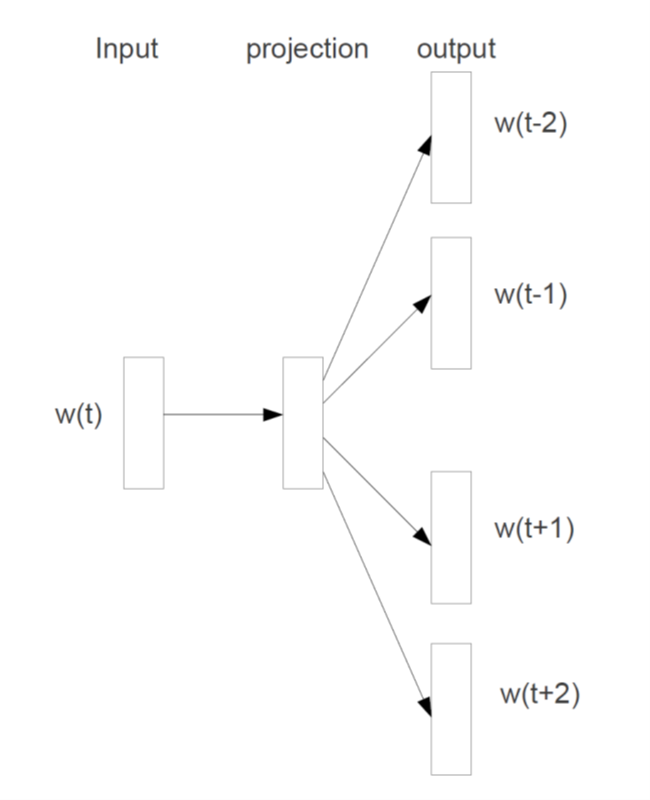 Input projection output
w(t-2)
w(t-1)
w(t)
w(t+1)
w(t+2)